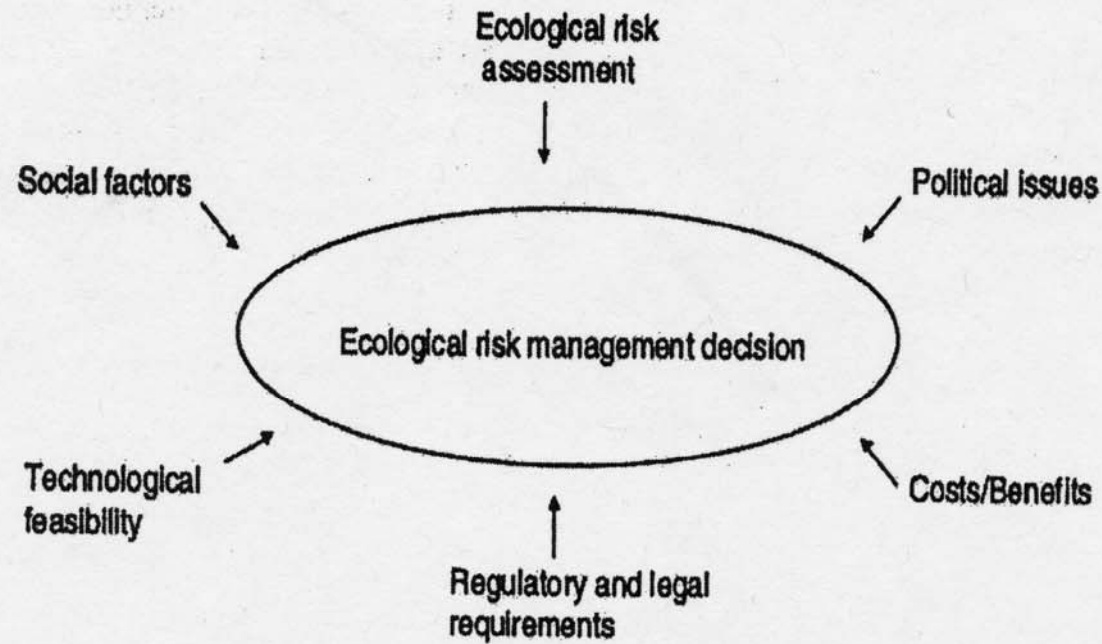 Ecological risk
assessment
Social factors
Political issues
Ecological risk management decision
Technological
feasibility
Costs/Benefits
Regulatory and legal
requirements